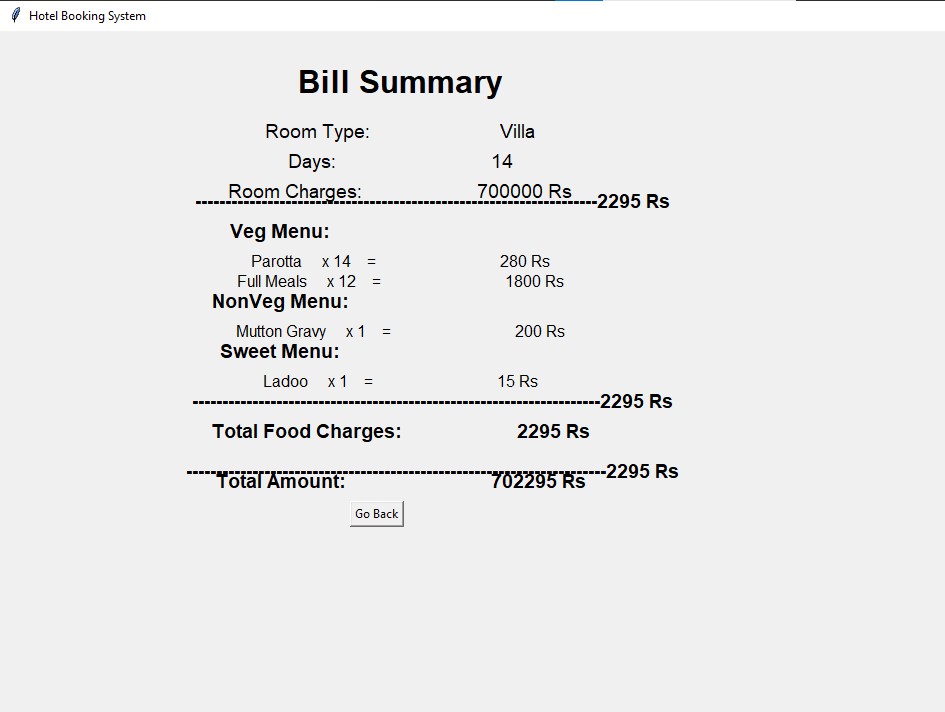 Hotel Booking System
Bill Summary
Room Type: Villa
Days: 14
Room Charges: 700000 Rs
--------------------------------------------------------------------2295 Rs
Veg Menu:
Parotta x 14 = 280 Rs
Full Meals x 12 = 1800 Rs
NonVeg Menu:
Mutton Gravy x 1 = 200 Rs
Sweet Menu:
Ladoo x 1 = 15 Rs
---------------------------------------------------------------------2295 Rs
Total Food Charges: 2295 Rs
-----------------------------------------------------------------------2295 Rs
Total Amount: 702295 Rs
Go Back